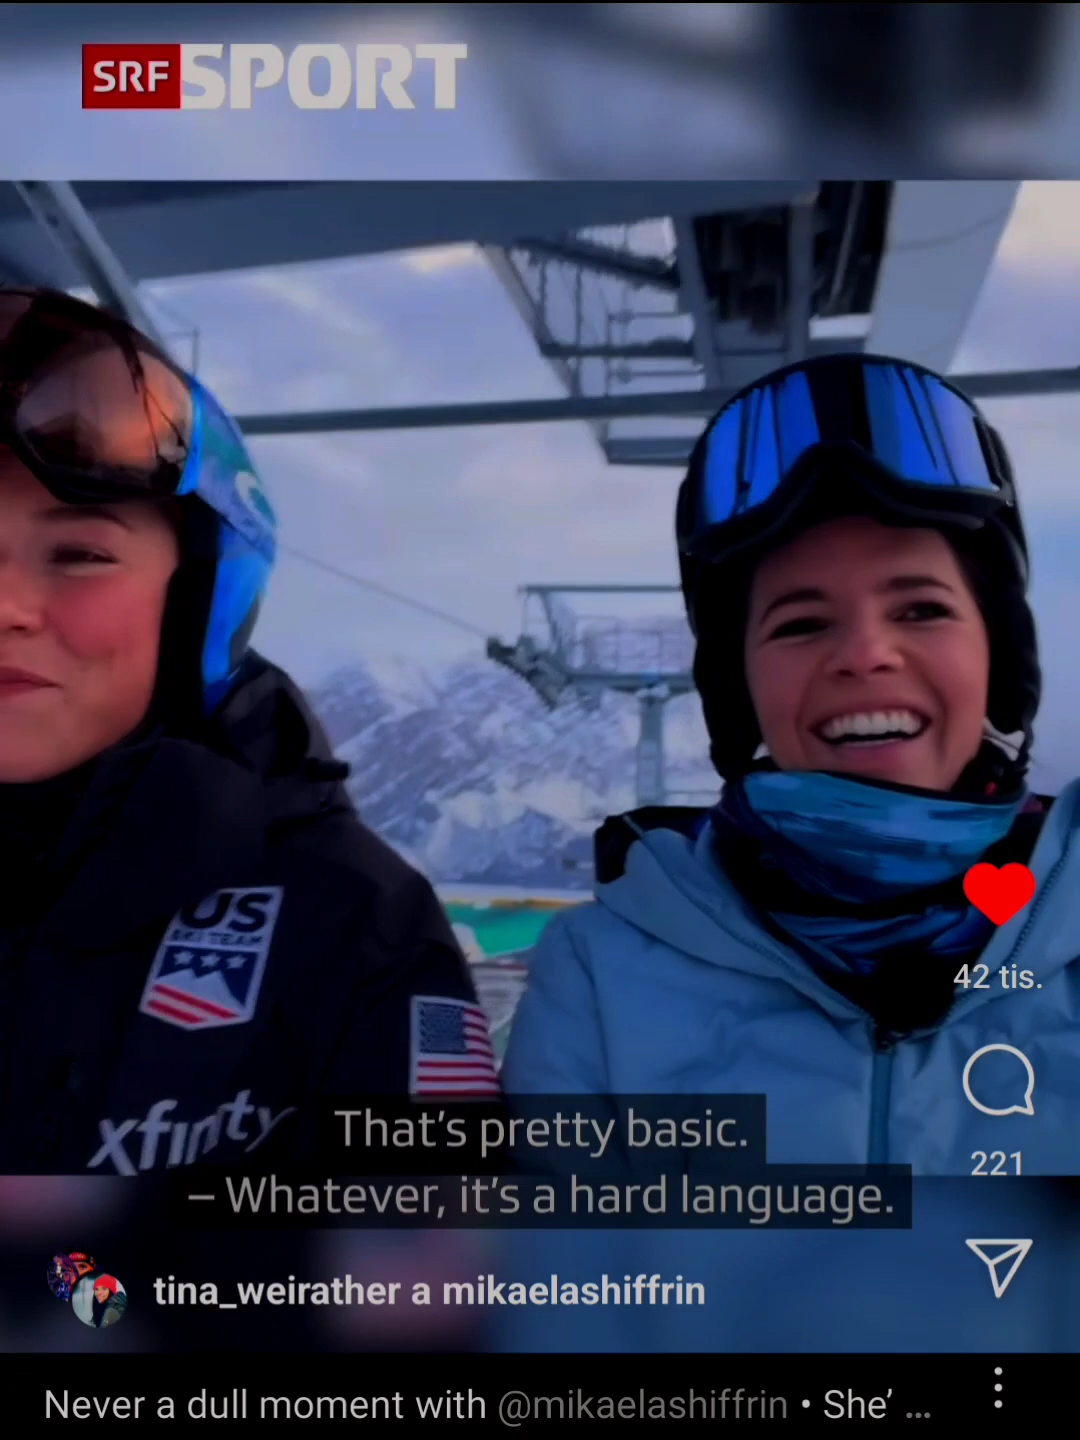 SRF SPORT
US
SKI TEAM
xfinity
That's pretty basic.
– Whatever, it's a hard language.
42 tis.
221
tina_weirather a mikaelashiffrin
Never a dull moment with @mikaelashiffrin • She’ ...